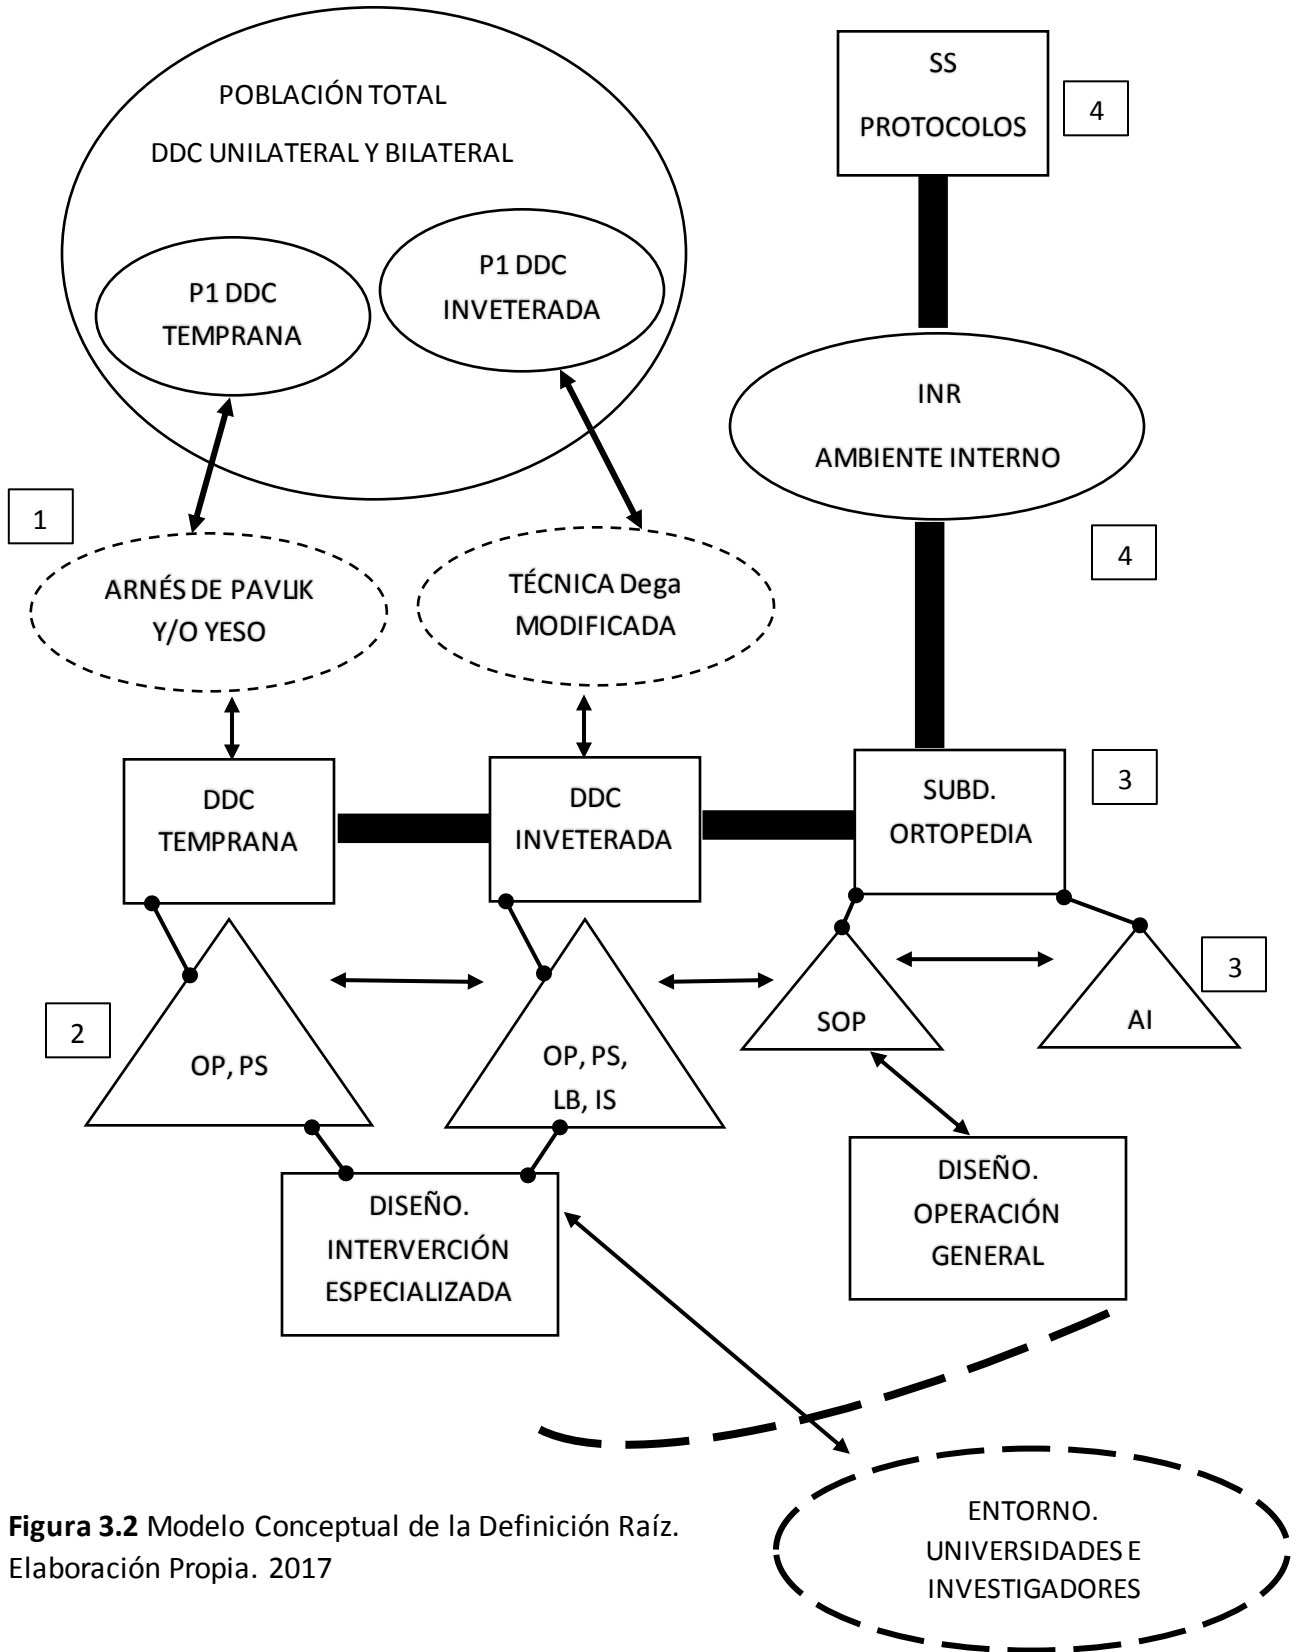 POBLACIÓN TOTAL
DDC UNILATERAL Y BILATERAL
P1 DDC
TEMPRANA
P1 DDC
INVETERADA
SS
PROTOCOLOS
4
INR
AMBIENTE INTERNO
4
1
ARNÉS DE PAVLIK
Y/O YESO
TÉCNICA Dega
MODIFICADA
DDC
TEMPRANA
DDC
INVETERADA
SUBD.
ORTOPEDIA
3
2
OP, PS
OP, PS,
LB, IS
SOP
AI
3
DISEÑO.
INTERVERCIÓN
ESPECIALIZADA
DISEÑO.
OPERACIÓN
GENERAL
ENTORNO.
UNIVERSIDADES E
INVESTIGADORES
Figura 3.2 Modelo Conceptual de la Definición Raíz.
Elaboración Propia. 2017